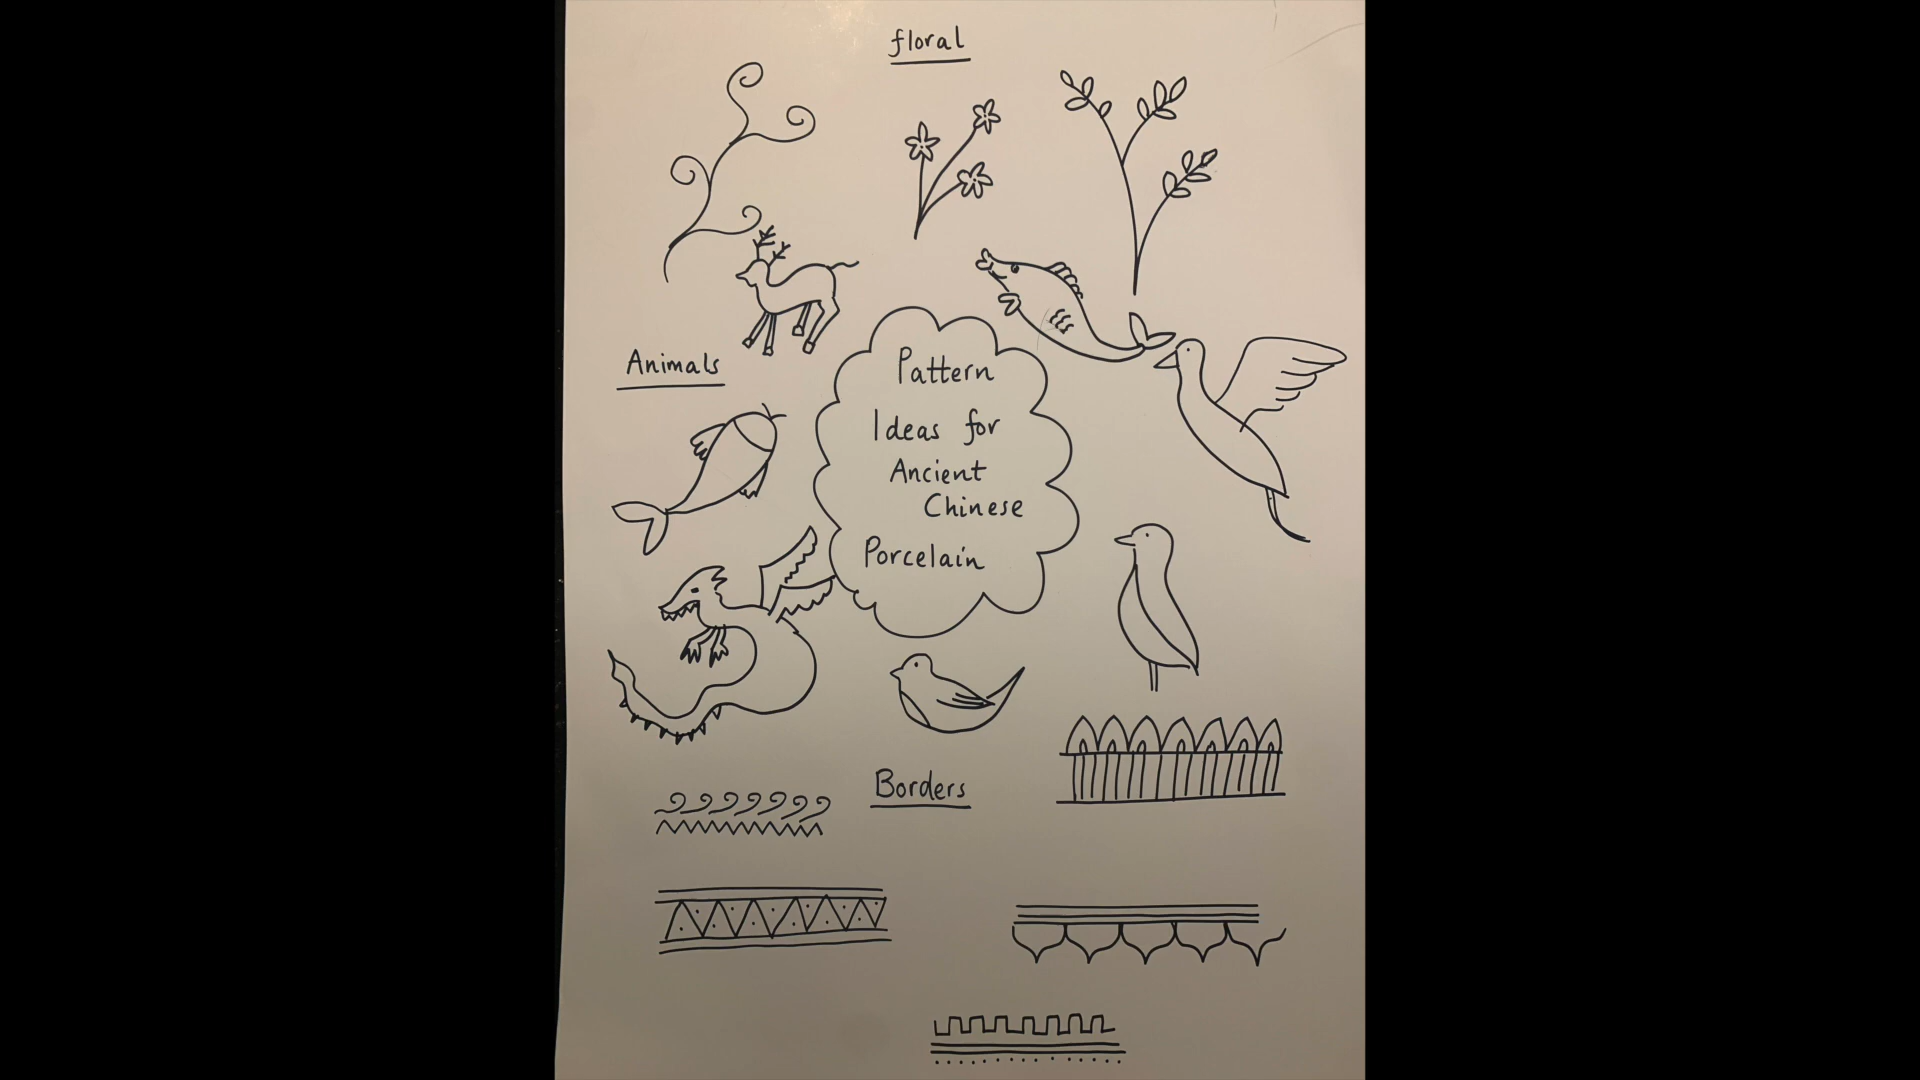 floral
Animals
Pattern
Ideas for
Ancient
Chinese
Porcelain
Borders